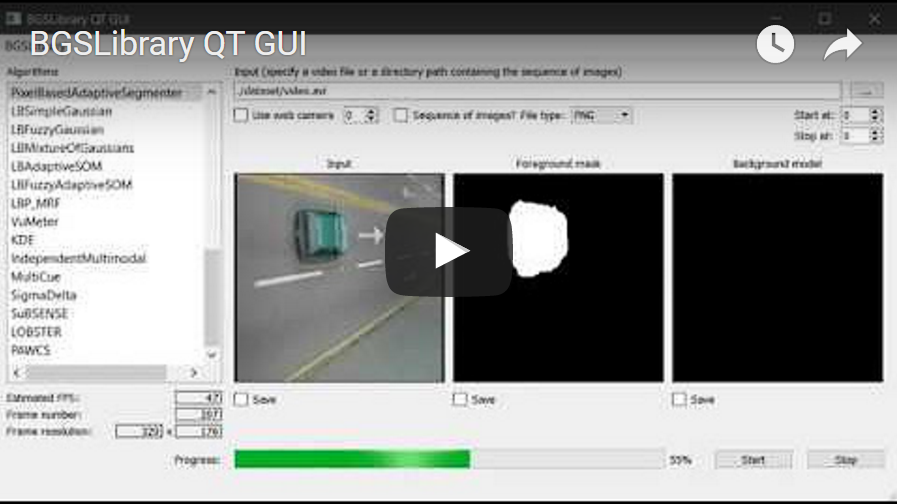 BGSLibrary QT GUI
BGSLibrary QT GUI
Algorithms
Input (specify a video file or a directory path containing the sequence of images)
PixelBasedAdaptiveSegmenter
./dataset/video.avi
...
LBSimpleGaussian
Use web camera 0
Sequence of images? File type: PNG
Start at: 0
LBFuzzyGaussian
Stop at: 0
LBMixtureOfGaussians
LBAdaptiveSOM
Input
Foreground mask
Background model
LBFuzzyAdaptiveSOM
LBP_MRF
VuMeter
KDE
IndependentMultimodal
MultiCue
SigmaDelta
SuBSENSE
LOBSTER
PAWCS
Estimated FPS: 47
Save
Save
Save
Frame number:
Frame resolution: x 176
Progress:
55%
Start
Stop